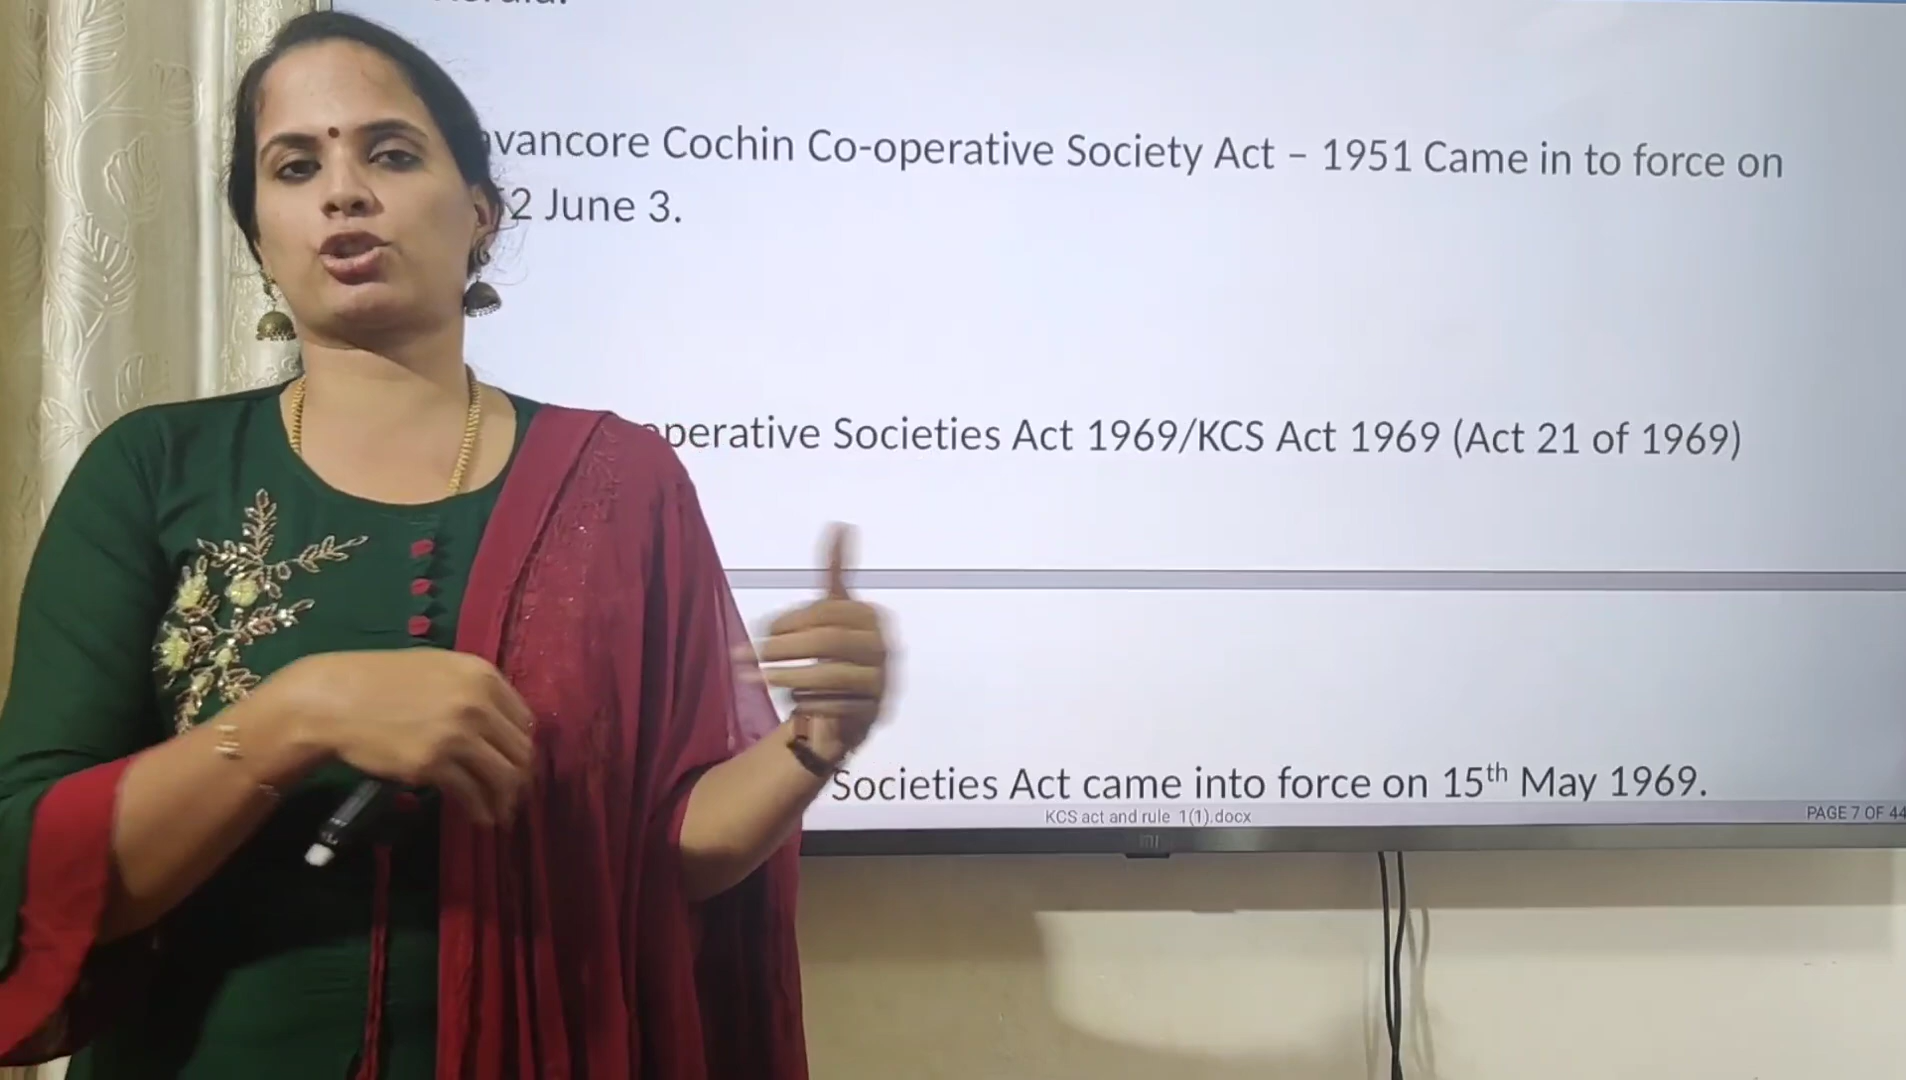 Cochin Co-operative Society Act – 1951 Came in to force on
2 June 3.
Societies Act 1969/KCS Act 1969 (Act 21 of 1969)
Societies Act came into force on 15th May 1969.
KCS act and rule 1(1).docx
PAGE 7 OF 44
mi